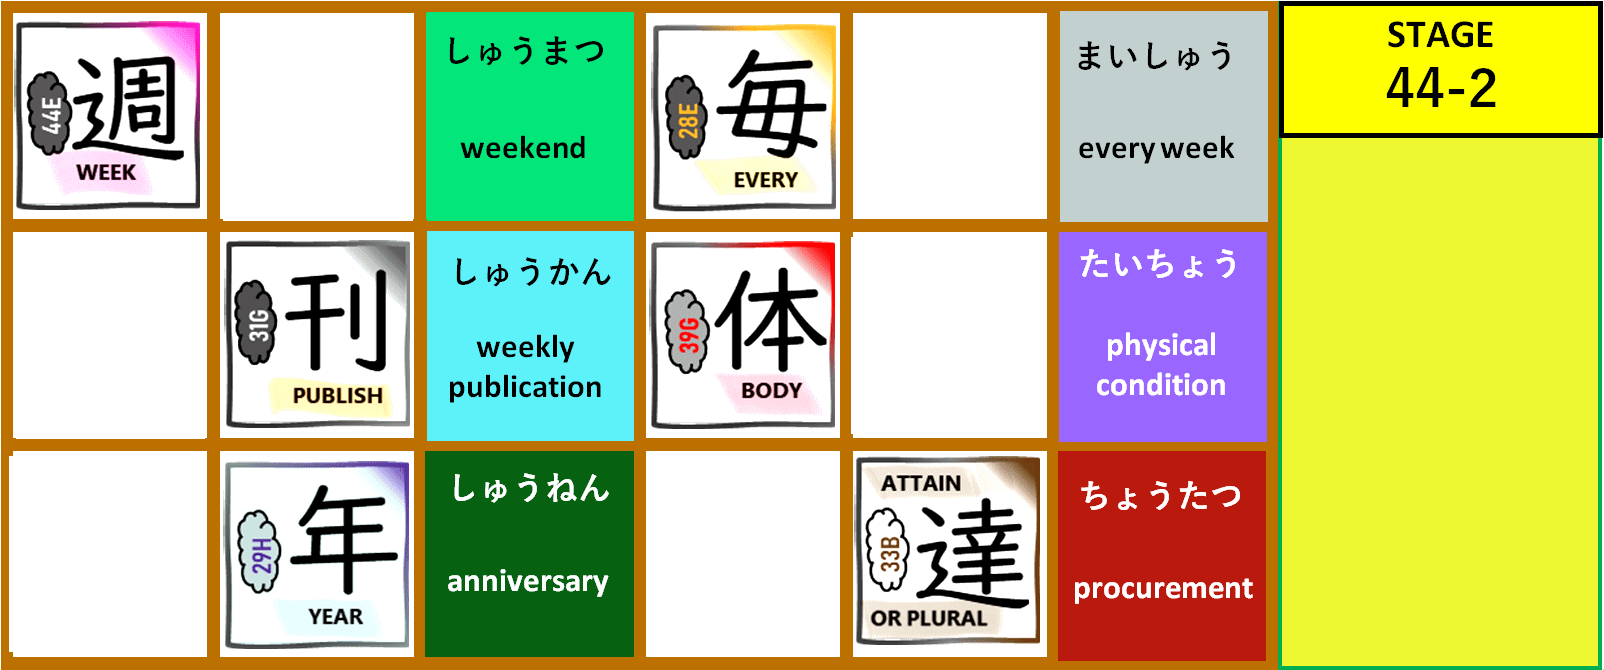 44E
週
WEEK
しゅうまつ
weekend
28E
毎
EVERY
まいしゅう
every week
STAGE
44-2
31G
刊
PUBLISH
しゅうかん
weekly
publication
39G
体
BODY
たいちょう
physical
condition
29H
年
YEAR
しゅうねん
anniversary
ATTAIN
33B
達
OR PLURAL
ちょうたつ
procurement